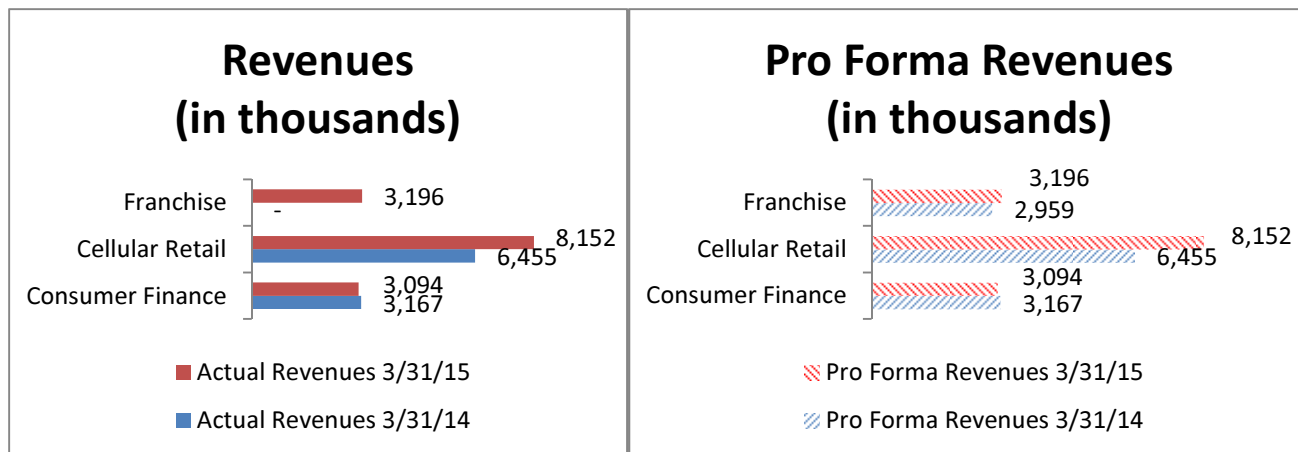 Revenues
(in thousands)
Franchise
3,196
-
Cellular Retail
8,152
6,455
Consumer Finance
3,094
3,167
Actual Revenues 3/31/15
Actual Revenues 3/31/14
Pro Forma Revenues
(in thousands)
Franchise
3,196
2,959
Cellular Retail
8,152
6,455
Consumer Finance
3,094
3,167
Pro Forma Revenues 3/31/15
Pro Forma Revenues 3/31/14